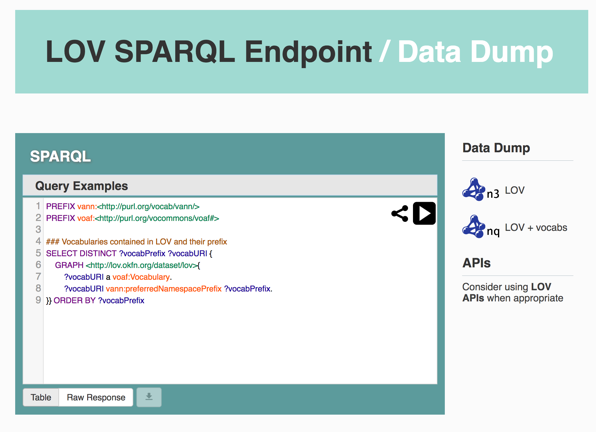 LOV SPARQL Endpoint / Data Dump
SPARQL
Query Examples
1 PREFIX vann:<http://purl.org/vocab/vann/>
2 PREFIX voaf:<http://purl.org/vocommons/voaf#>
3
4 ### Vocabularies contained in LOV and their prefix
5 SELECT DISTINCT ?vocabPrefix ?vocabURI {
6 GRAPH <http://lov.okfn.org/dataset/lov>{
7 ?vocabURI a voaf:Vocabulary.
8 ?vocabURI vann:preferredNamespacePrefix ?vocabPrefix.
9 }} ORDER BY ?vocabPrefix
Table Raw Response
Data Dump
n3 LOV
nq LOV + vocabs
APIs
Consider using LOV
APIs when appropriate